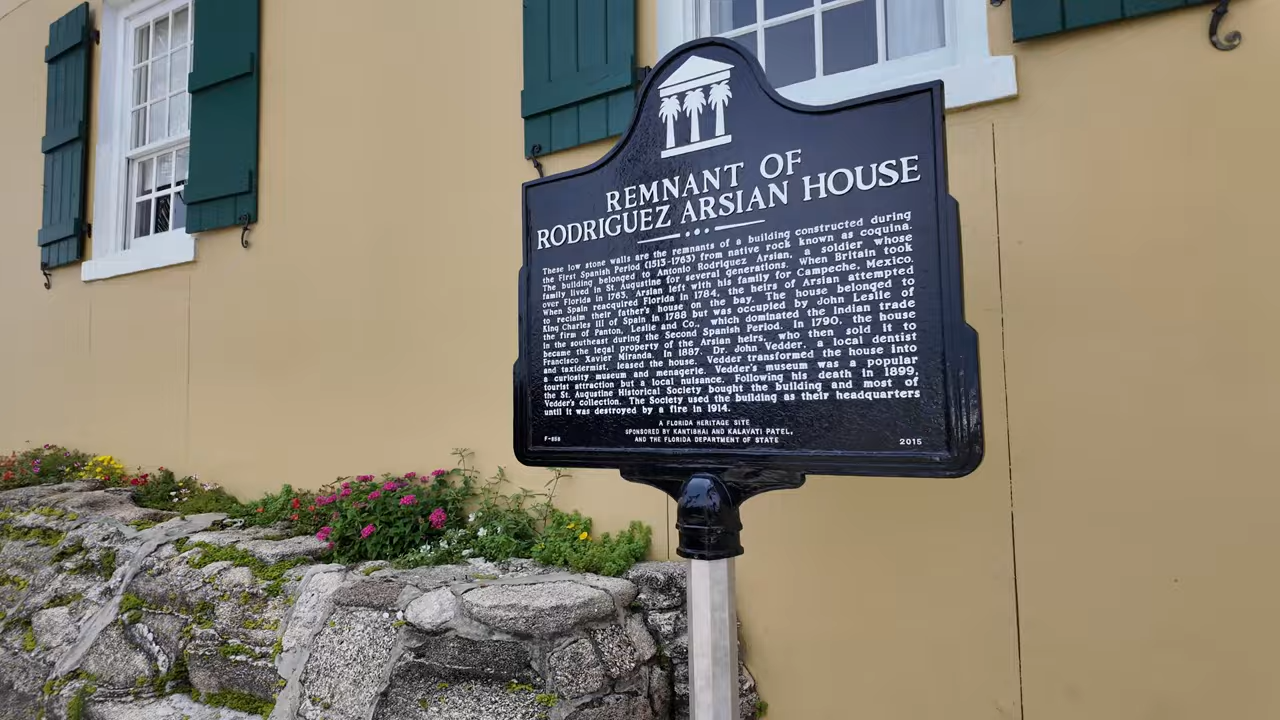 REMNANT OF
RODRIGUEZ ARSIAN HOUSE
These low stone walls are the remnants of a building constructed during
the First Spanish Period (1513-1763) from native rock known as coquina.
The building belonged to Antonio Rodriguez Arsian, a soldier whose
family lived in St. Augustine for several generations. When Britain took
over Florida in 1763, Arsian left with his family for Campeche, Mexico.
When Spain reacquired Florida in 1784, the heirs of Arsian attempted
to reclaim their father's house on the bay. The house belonged to
King Charles III of Spain in 1788 but was occupied by John Leslie of
the firm of Panton, Leslie and Co., which dominated the Indian trade
in the southeast during the Second Spanish Period. In 1790, the house
became the legal property of the Arsian heirs, who then sold it to
Francisco Xavier Miranda. In 1887, Dr. John Vedder, a local dentist
and taxidermist, leased the house. Vedder transformed the house into
a curiosity museum and menagerie. Vedder's museum was a popular
tourist attraction but a local nuisance. Following his death in 1899,
the St. Augustine Historical Society bought the building and most of
Vedder's collection. The Society used the building as their headquarters
until it was destroyed by a fire in 1914.
A FLORIDA HERITAGE SITE
SPONSORED BY KANTIBHAI AND KALAVATI PATEL,
AND THE FLORIDA DEPARTMENT OF STATE
2015